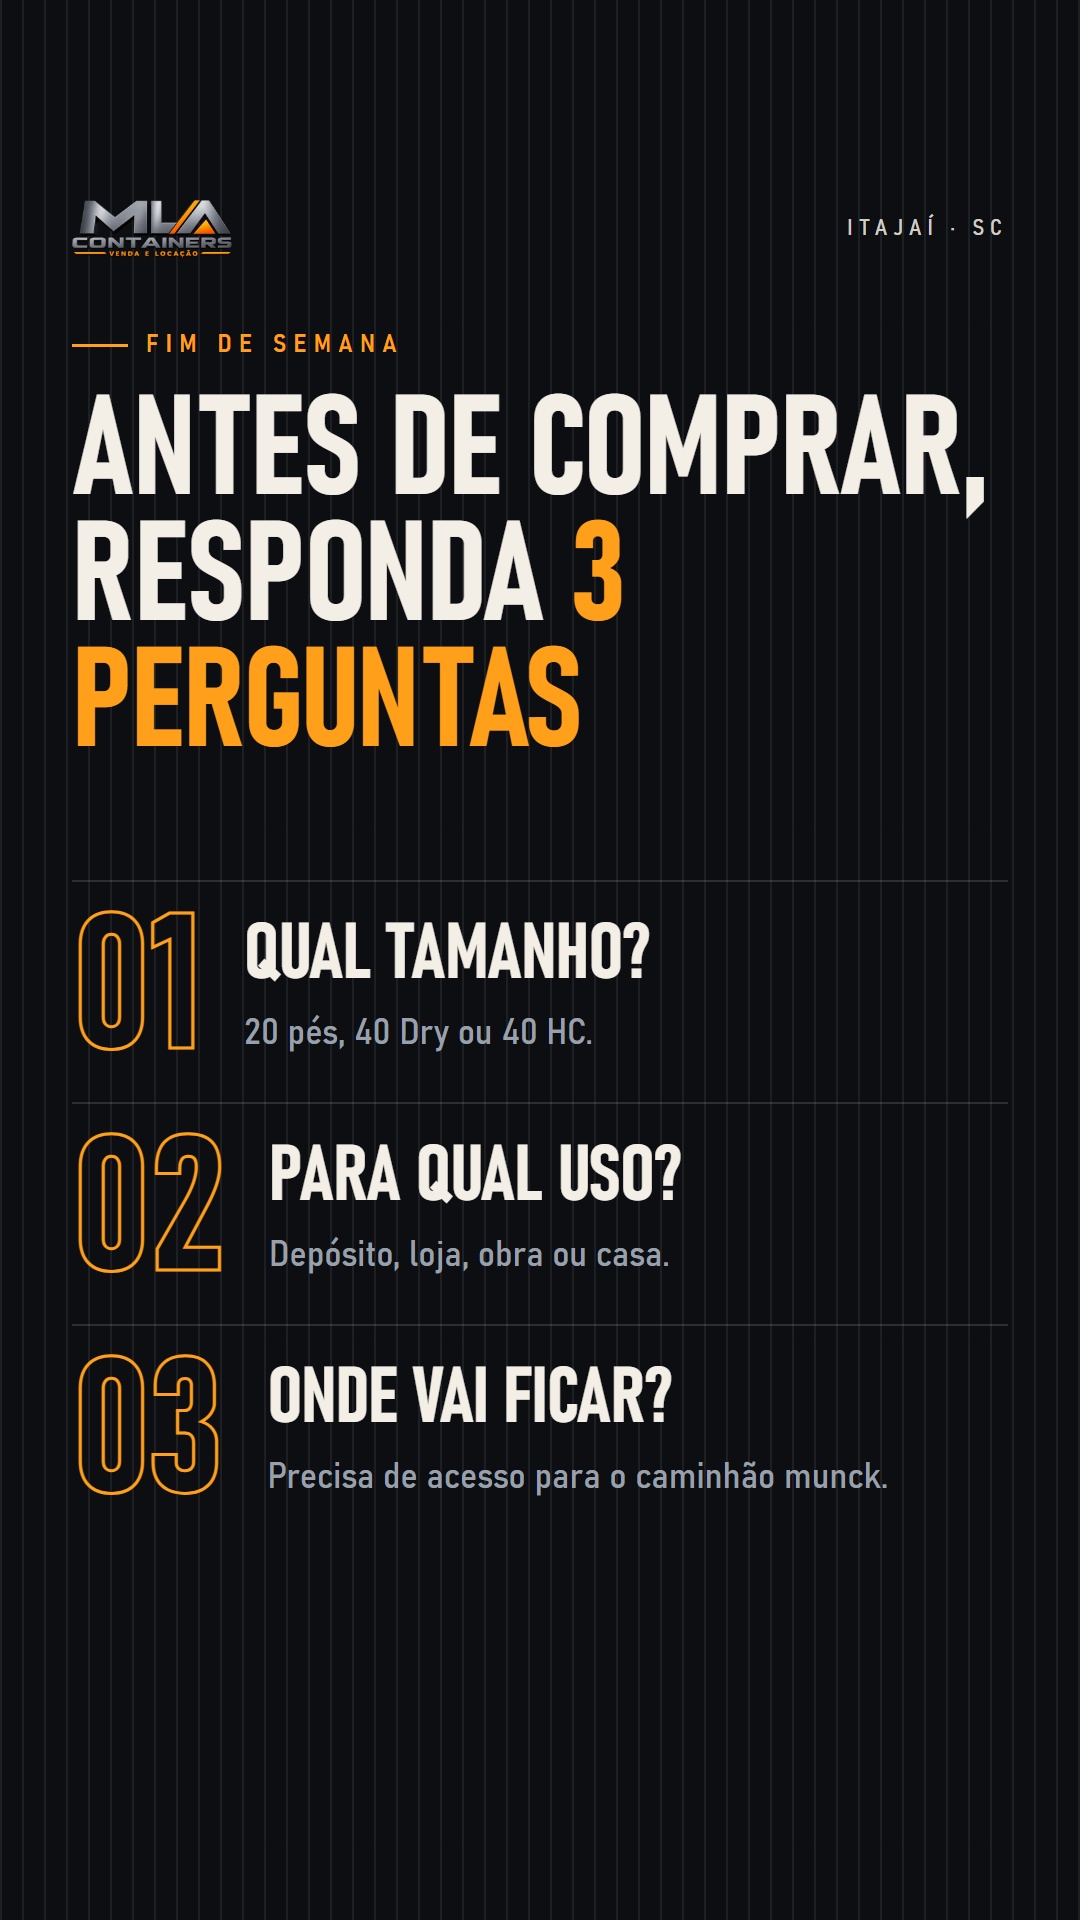 MLA
CONTAINERS
VENDA E LOCAÇÃO
ITAJAÍ · SC
FIM DE SEMANA
ANTES DE COMPRAR,
RESPONDA 3
PERGUNTAS
01
QUAL TAMANHO?
20 pés, 40 Dry ou 40 HC.
02
PARA QUAL USO?
Depósito, loja, obra ou casa.
03
ONDE VAI FICAR?
Precisa de acesso para o caminhão munck.